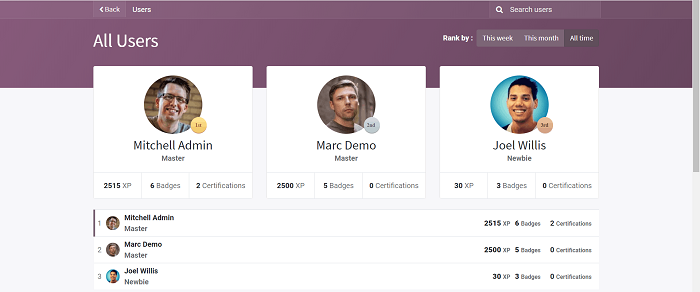 Back Users Search users
All Users Rank by : This week This month All time
1st 2nd 3rd
Mitchell Admin Marc Demo Joel Willis
Master Master Newbie
2515 XP 6 Badges 2 Certifications 2500 XP 5 Badges 0 Certifications 30 XP 3 Badges 0 Certifications
1 Mitchell Admin 2515 XP 6 Badges 2 Certifications
Master
2 Marc Demo 2500 XP 5 Badges 0 Certifications
Master
3 Joel Willis 30 XP 3 Badges 0 Certifications
Newbie